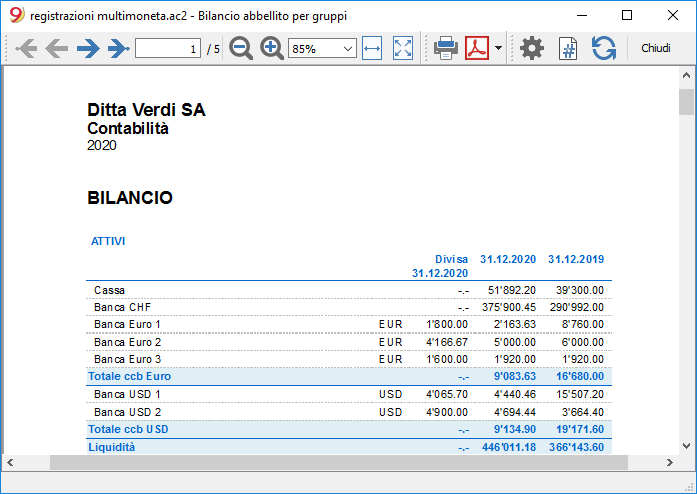 registrazioni multimoneta.ac2 - Bilancio abbellito per gruppi
1 / 5 85% Chiudi
Ditta Verdi SA
Contabilità
2020
BILANCIO
ATTIVI
Divisa 31.12.2020 31.12.2019
31.12.2020
Cassa -.- 51'892.20 39'300.00
Banca CHF -.- 375'900.45 290'992.00
Banca Euro 1 EUR 1'800.00 2'163.63 8'760.00
Banca Euro 2 EUR 4'166.67 5'000.00 6'000.00
Banca Euro 3 EUR 1'600.00 1'920.00 1'920.00
Totale ccb Euro -.- 9'083.63 16'680.00
Banca USD 1 USD 4'065.70 4'440.46 15'507.20
Banca USD 2 USD 4'900.00 4'694.44 3'664.40
Totale ccb USD -.- 9'134.90 19'171.60
Liquidità -.- 446'011.18 366'143.60